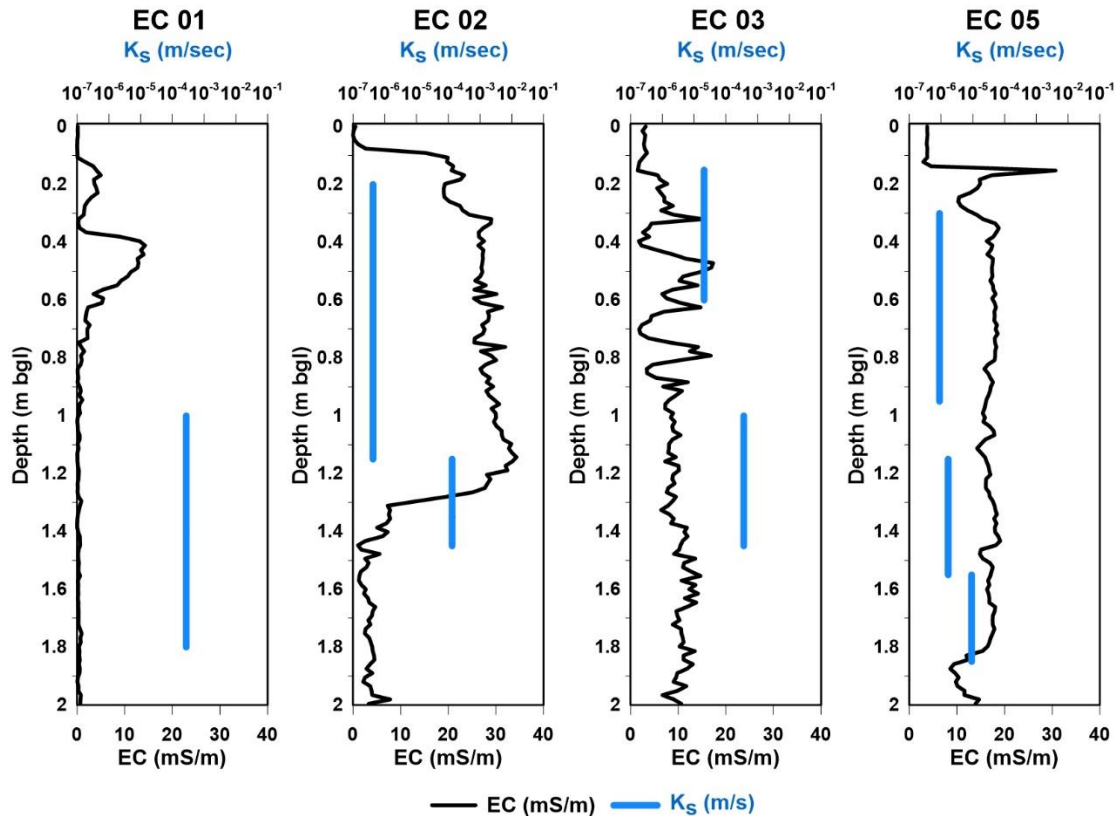 EC 01 EC 02 EC 03 EC 05
Ks (m/sec) Ks (m/sec) Ks (m/sec) Ks (m/sec)
10⁻⁷ 10⁻⁶ 10⁻⁵ 10⁻⁴ 10⁻³ 10⁻² 10⁻¹ 10⁻⁷ 10⁻⁶ 10⁻⁵ 10⁻⁴ 10⁻³ 10⁻² 10⁻¹ 10⁻⁷ 10⁻⁶ 10⁻⁵ 10⁻⁴ 10⁻³ 10⁻² 10⁻¹ 10⁻⁷ 10⁻⁶ 10⁻⁵ 10⁻⁴ 10⁻³ 10⁻² 10⁻¹
0 0 0 0
0.2 0.2 0.2 0.2
0.4 0.4 0.4 0.4
0.6 0.6 0.6 0.6
0.8 0.8 0.8 0.8
Depth (m bgl) Depth (m bgl) Depth (m bgl) Depth (m bgl)
1 1 1 1
1.2 1.2 1.2 1.2
1.4 1.4 1.4 1.4
1.6 1.6 1.6 1.6
1.8 1.8 1.8 1.8
2 2 2 2
0 10 20 30 40 0 10 20 30 40 0 10 20 30 40 0 10 20 30 40
EC (mS/m) EC (mS/m) EC (mS/m) EC (mS/m)
EC (mS/m) Ks (m/s)